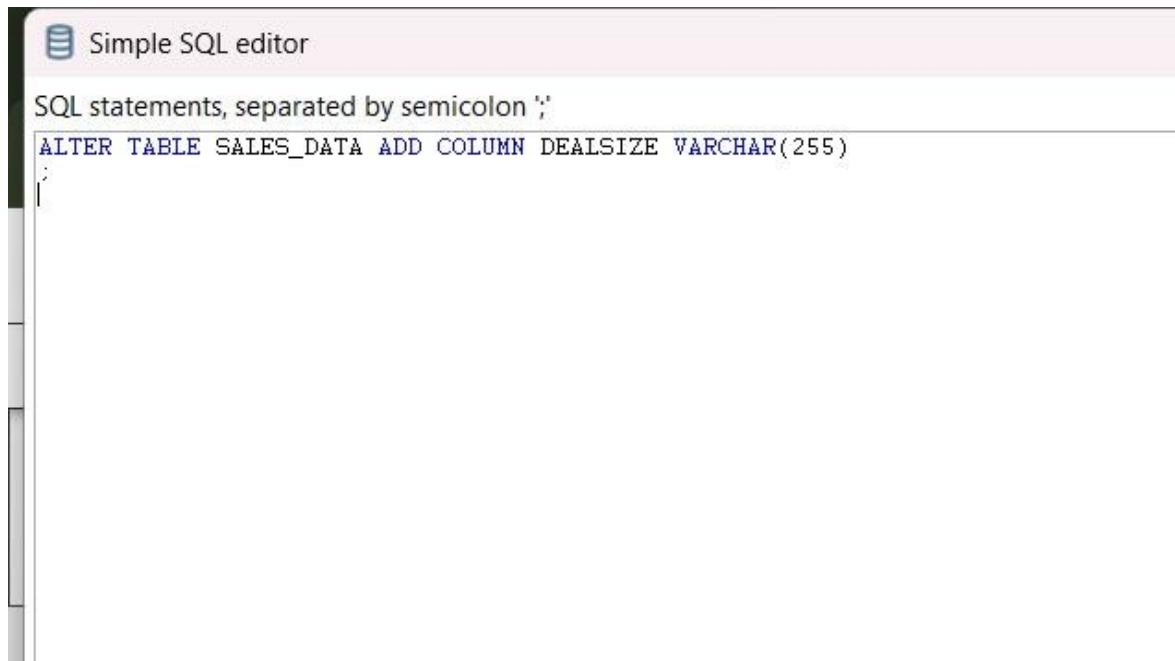 Simple SQL editor
SQL statements, separated by semicolon ';'
ALTER TABLE SALES_DATA ADD COLUMN DEALSIZE VARCHAR(255)
;